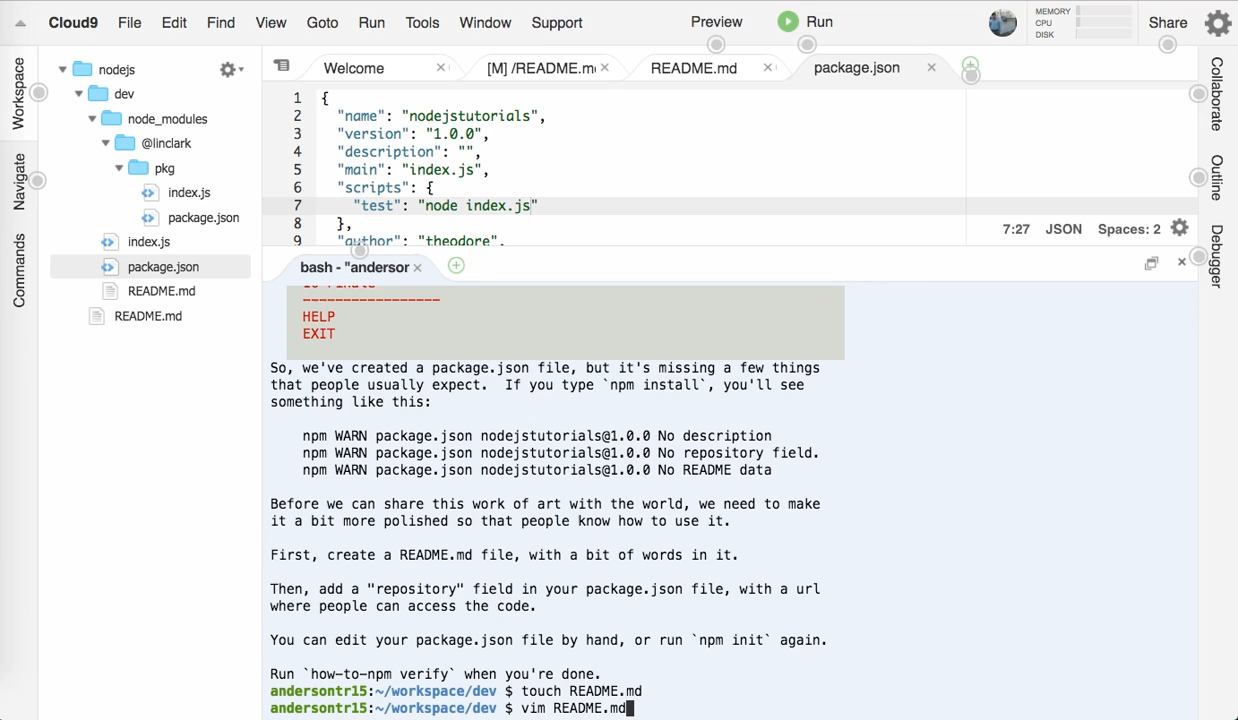 Cloud9 File Edit Find View Goto Run Tools Window Support Preview Run MEMORY CPU DISK Share
Workspace
Navigate
Commands
nodejs
dev
node_modules
@linclark
pkg
index.js
package.json
index.js
package.json
README.md
README.md
Welcome [M] /README.m README.md package.json
1 {
2 "name": "nodejstutorials",
3 "version": "1.0.0",
4 "description": "",
5 "main": "index.js",
6 "scripts": {
7 "test": "node index.js"
8 },
9 "author": "theodore",
7:27 JSON Spaces: 2
bash - "andersor
------------------
HELP
EXIT
So, we've created a package.json file, but it's missing a few things
that people usually expect. If you type `npm install`, you'll see
something like this:
npm WARN package.json nodejstutorials@1.0.0 No description
npm WARN package.json nodejstutorials@1.0.0 No repository field.
npm WARN package.json nodejstutorials@1.0.0 No README data
Before we can share this work of art with the world, we need to make
it a bit more polished so that people know how to use it.
First, create a README.md file, with a bit of words in it.
Then, add a "repository" field in your package.json file, with a url
where people can access the code.
You can edit your package.json file by hand, or run `npm init` again.
Run `how-to-npm verify` when you're done.
andersontr15:~/workspace/dev $ touch README.md
andersontr15:~/workspace/dev $ vim README.md
Collaborate
Outline
Debugger